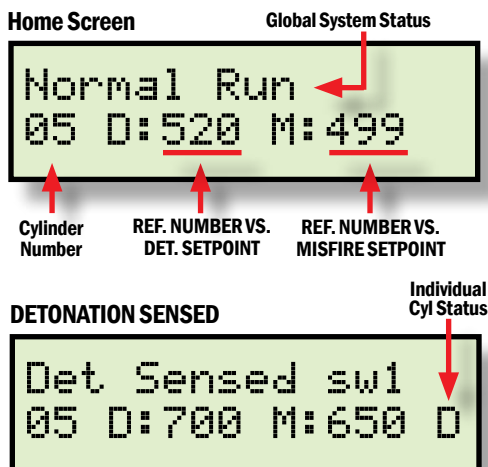 Home Screen
Global System Status
Normal Run
05 D:520 M:499
Cylinder
Number
REF. NUMBER VS.
DET. SETPOINT
REF. NUMBER VS.
MISFIRE SETPOINT
DETONATION SENSED
Individual
Cyl Status
Det Sensed sw1
05 D:700 M:650 D